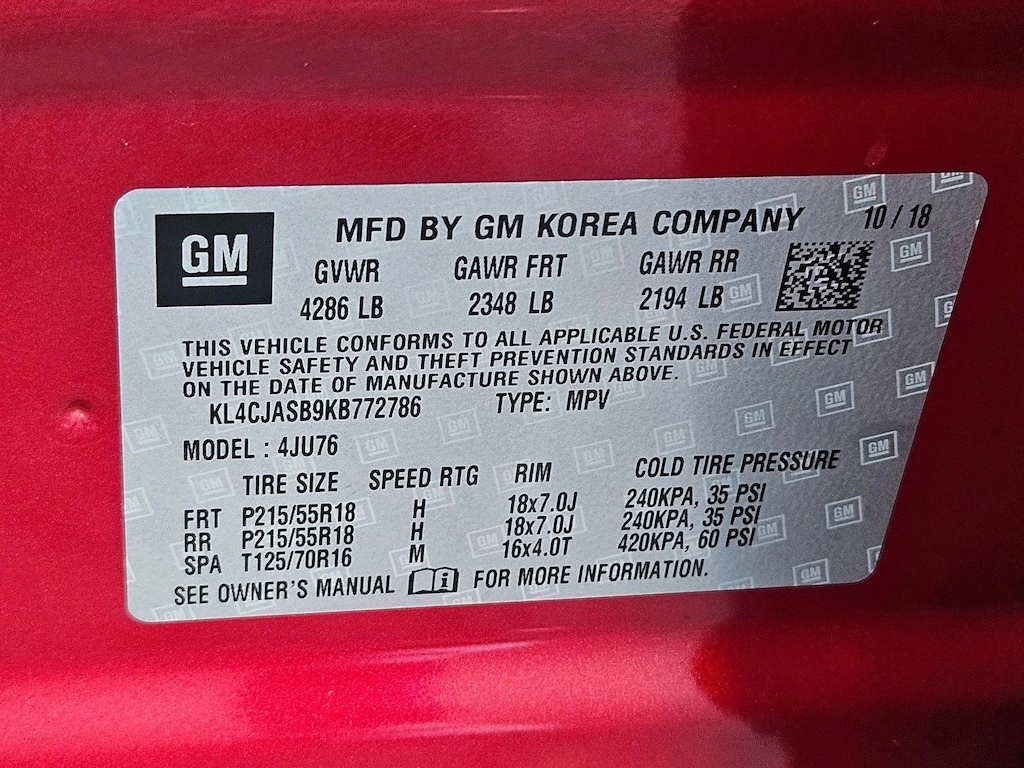 GM
MFD BY GM KOREA COMPANY 10 / 18
GVWR GAWR FRT GAWR RR
4286 LB 2348 LB 2194 LB
THIS VEHICLE CONFORMS TO ALL APPLICABLE U.S. FEDERAL MOTOR
VEHICLE SAFETY AND THEFT PREVENTION STANDARDS IN EFFECT
ON THE DATE OF MANUFACTURE SHOWN ABOVE.
KL4CJASB9KB772786 TYPE: MPV
MODEL : 4JU76
TIRE SIZE SPEED RTG RIM COLD TIRE PRESSURE
FRT P215/55R18 H 18x7.0J 240KPA, 35 PSI
RR P215/55R18 H 18x7.0J 240KPA, 35 PSI
SPA T125/70R16 M 16x4.0T 420KPA, 60 PSI
SEE OWNER'S MANUAL FOR MORE INFORMATION.